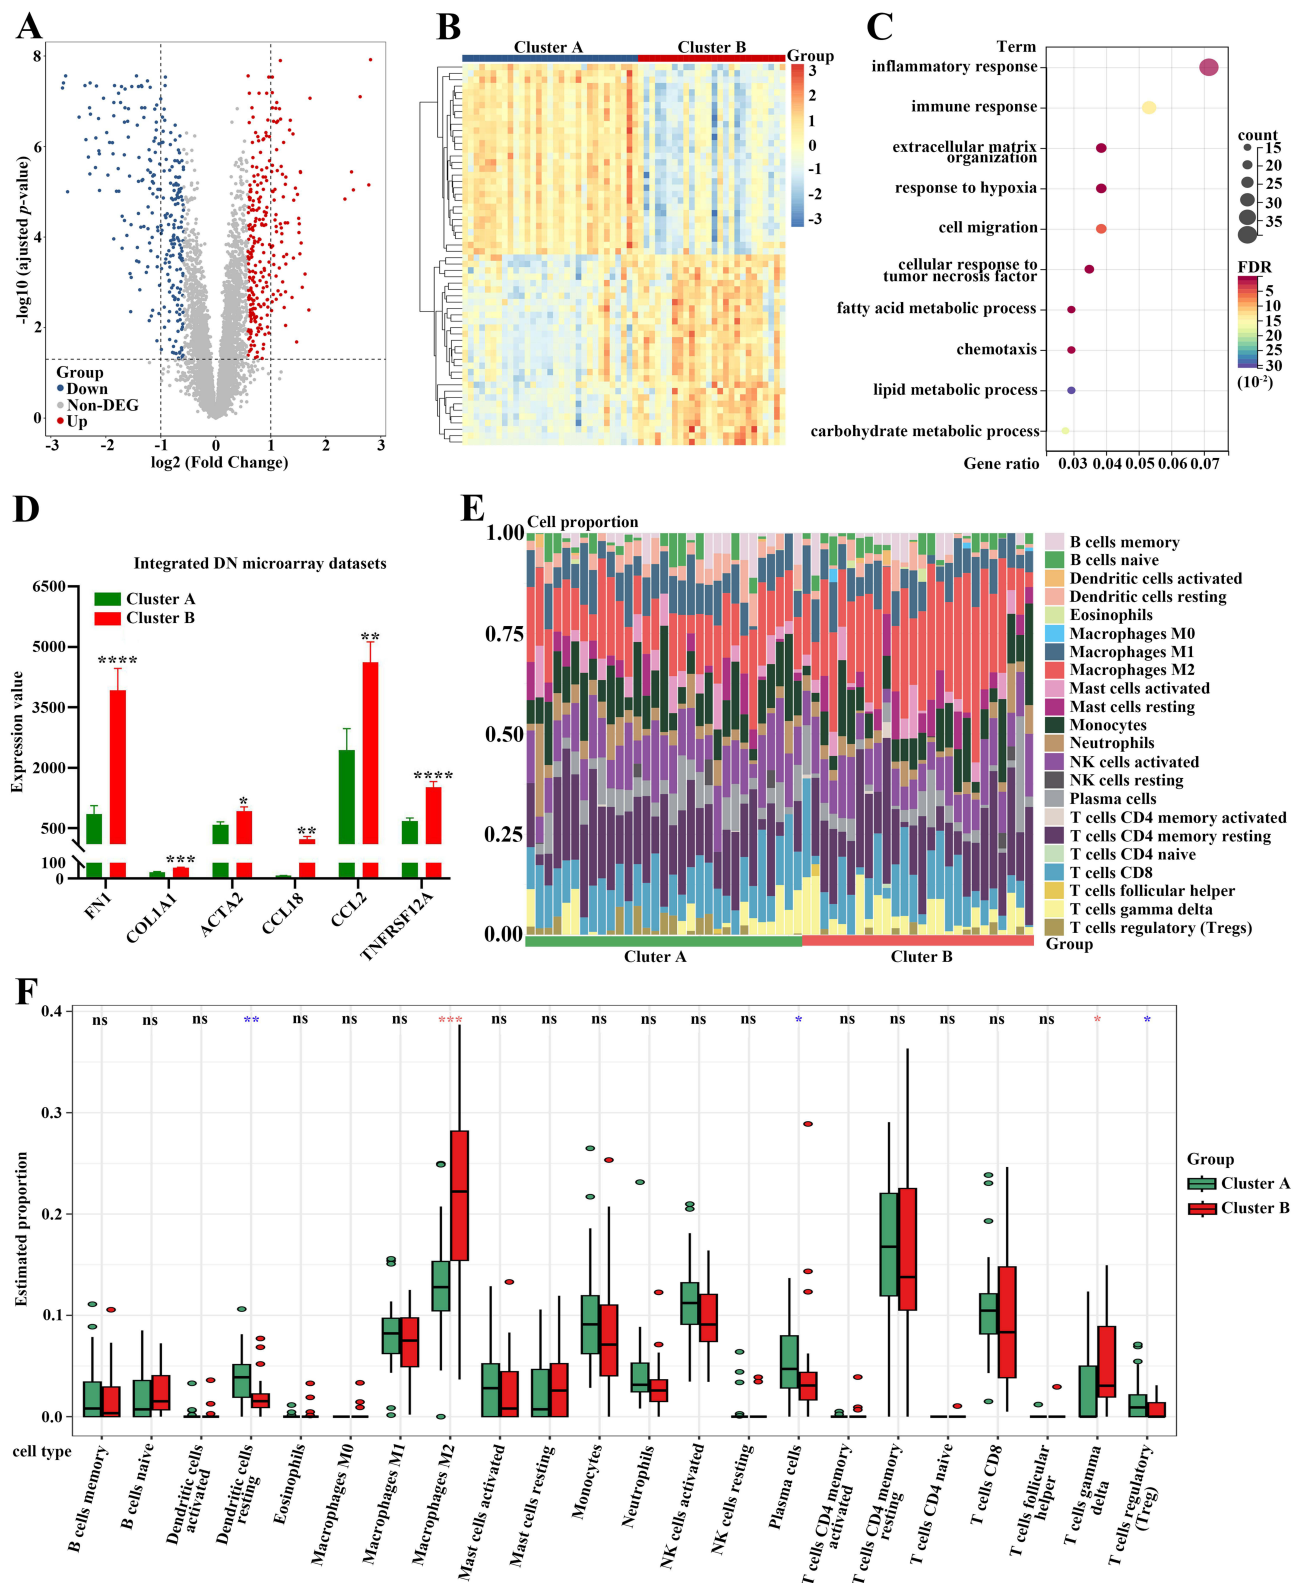 A
8
6
4
2
0
-log10 (ajusted p-value)
Group
Down
Non-DEG
Up
-3 -2 -1 0 1 2 3
log2 (Fold Change)
B
Cluster A
Cluster B
Group
3
2
1
0
-1
-2
-3
C
Term
inflammatory response
immune response
extracellular matrix
organization
response to hypoxia
cell migration
cellular response to
tumor necrosis factor
fatty acid metabolic process
chemotaxis
lipid metabolic process
carbohydrate metabolic process
Gene ratio
0.03 0.04 0.05 0.06 0.07
count
15
20
25
30
35
FDR
5
10
15
20
25
30
(10-2)
D
Integrated DN microarray datasets
Cluster A
Cluster B
Expression value
6500
5000
3500
2000
500
100
0
****
***
*
**
**
****
FN1
COL1A1
ACTA2
CCL18
CCL2
TNFRSF12A
E
Cell proportion
1.00
0.75
0.50
0.25
0.00
Cluter A
Cluter B
B cells memory
B cells naive
Dendritic cells activated
Dendritic cells resting
Eosinophils
Macrophages M0
Macrophages M1
Macrophages M2
Mast cells activated
Mast cells resting
Monocytes
Neutrophils
NK cells activated
NK cells resting
Plasma cells
T cells CD4 memory activated
T cells CD4 memory resting
T cells CD4 naive
T cells CD8
T cells follicular helper
T cells gamma delta
T cells regulatory (Tregs)
Group
F
0.4
0.3
0.2
0.1
0.0
Estimated proportion
ns ns ns ** ns ns ns *** ns ns ns ns ns ns * ns ns ns ns ns * *
Group
Cluster A
Cluster B
cell type
B cells memory
B cells naive
Dendritic cells
activated
Dendritic cells
resting
Eosinophils
Macrophages M0
Macrophages M1
Macrophages M2
Mast cells activated
Mast cells resting
Monocytes
Neutrophils
NK cells activated
NK cells resting
Plasma cells
T cells CD4 memory
activated
T cells CD4 memory
resting
T cells CD4 naive
T cells CD8
T cells follicular
helper
T cells gamma
delta
T cells regulatory
(Treg)